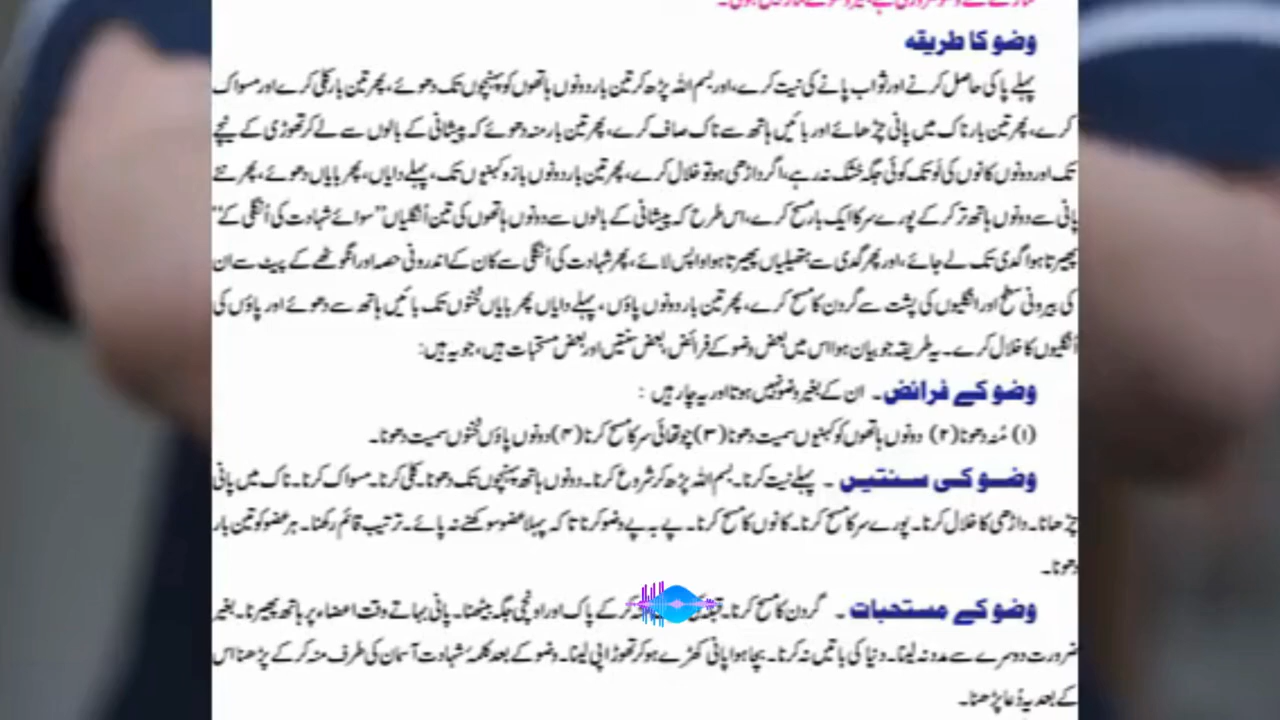 وضو کا طریقہ
پہلے پاکی حاصل کرنے اور ثواب پانے کی نیت کرے، اور بسم اللہ پڑھ کر تین بار دونوں ہاتھوں کو پہنچوں تک دھوئے، پھر تین بار کلی کرے اور مسواک
کرے، پھر تین بار ناک میں پانی چڑھائے اور بائیں ہاتھ سے ناک صاف کرے، پھر تین بار منہ دھوئے کہ پیشانی کے بالوں سے لے کر ٹھوڑی کے نیچے
تک اور دونوں کانوں کی لَو تک کوئی جگہ خشک نہ رہے، اگر داڑھی ہو تو خلال کرے، پھر تین بار دونوں بازو کہنیوں تک، پہلے دایاں، پھر بایاں دھوئے، پھر نئے
پانی سے دونوں ہاتھ تر کر کے پورے سر کا ایک بار مسح کرے، اس طرح کہ پیشانی کے بالوں سے دونوں ہاتھوں کی تین اُنگلیاں ’’سوائے شہادت کی اُنگلی کے‘‘
پھیرتا ہوا گدی تک لے جائے، اور پھر گدی سے ہتھیلیاں پھیرتا ہوا واپس لائے، پھر شہادت کی اُنگلی سے کان کے اندرونی حصہ اور انگوٹھے کے پیٹ سے ان
کی بیرونی سطح اور انگلیوں کی پشت سے گردن کا مسح کرے، پھر تین بار دونوں پاؤں، پہلے دایاں پھر بایاں ٹخنوں تک بائیں ہاتھ سے دھوئے اور پاؤں کی
اُنگلیوں کا خلال کرے۔ یہ طریقہ جو بیان ہوا اس میں بعض وضو کے فرائض، بعض سنتیں اور بعض مستحبات ہیں، جو یہ ہیں:
وضو کے فرائض۔ ان کے بغیر وضو نہیں ہوتا اور یہ چار ہیں :
(۱) مُنہ دھونا (۲) دونوں ہاتھوں کو کہنیوں سمیت دھونا (۳) چوتھائی سر کا مسح کرنا (۴) دونوں پاؤں ٹخنوں سمیت دھونا۔
وضو کی سنتیں ۔ پہلے نیت کرنا۔ بسم اللہ پڑھ کر شروع کرنا۔ دونوں ہاتھ پہنچوں تک دھونا۔ کلی کرنا۔ مسواک کرنا۔ ناک میں پانی
چڑھانا۔ داڑھی کا خلال کرنا۔ پورے سر کا مسح کرنا۔ کانوں کا مسح کرنا۔ پے بہ پے وضو کرنا تا کہ پہلا عضو سوکھنے نہ پائے۔ ترتیب قائم رکھنا۔ ہر عضو کو تین بار
دھونا۔
وضو کے مستحبات ۔ گردن کا مسح کرنا۔ کر کے پاک اور اونچی جگہ بیٹھنا۔ پانی بہاتے وقت اعضاء پر ہاتھ پھیرنا۔ بغیر
ضرورت دوسرے سے مدد نہ لینا۔ دنیا کی باتیں نہ کرنا۔ بچا ہوا پانی کھڑے ہو کر تھوڑا پی لینا۔ وضو کے بعد کلمہ شہادت آسمان کی طرف منہ کر کے پڑھنا اس
کے بعد یہ دُعا پڑھنا۔